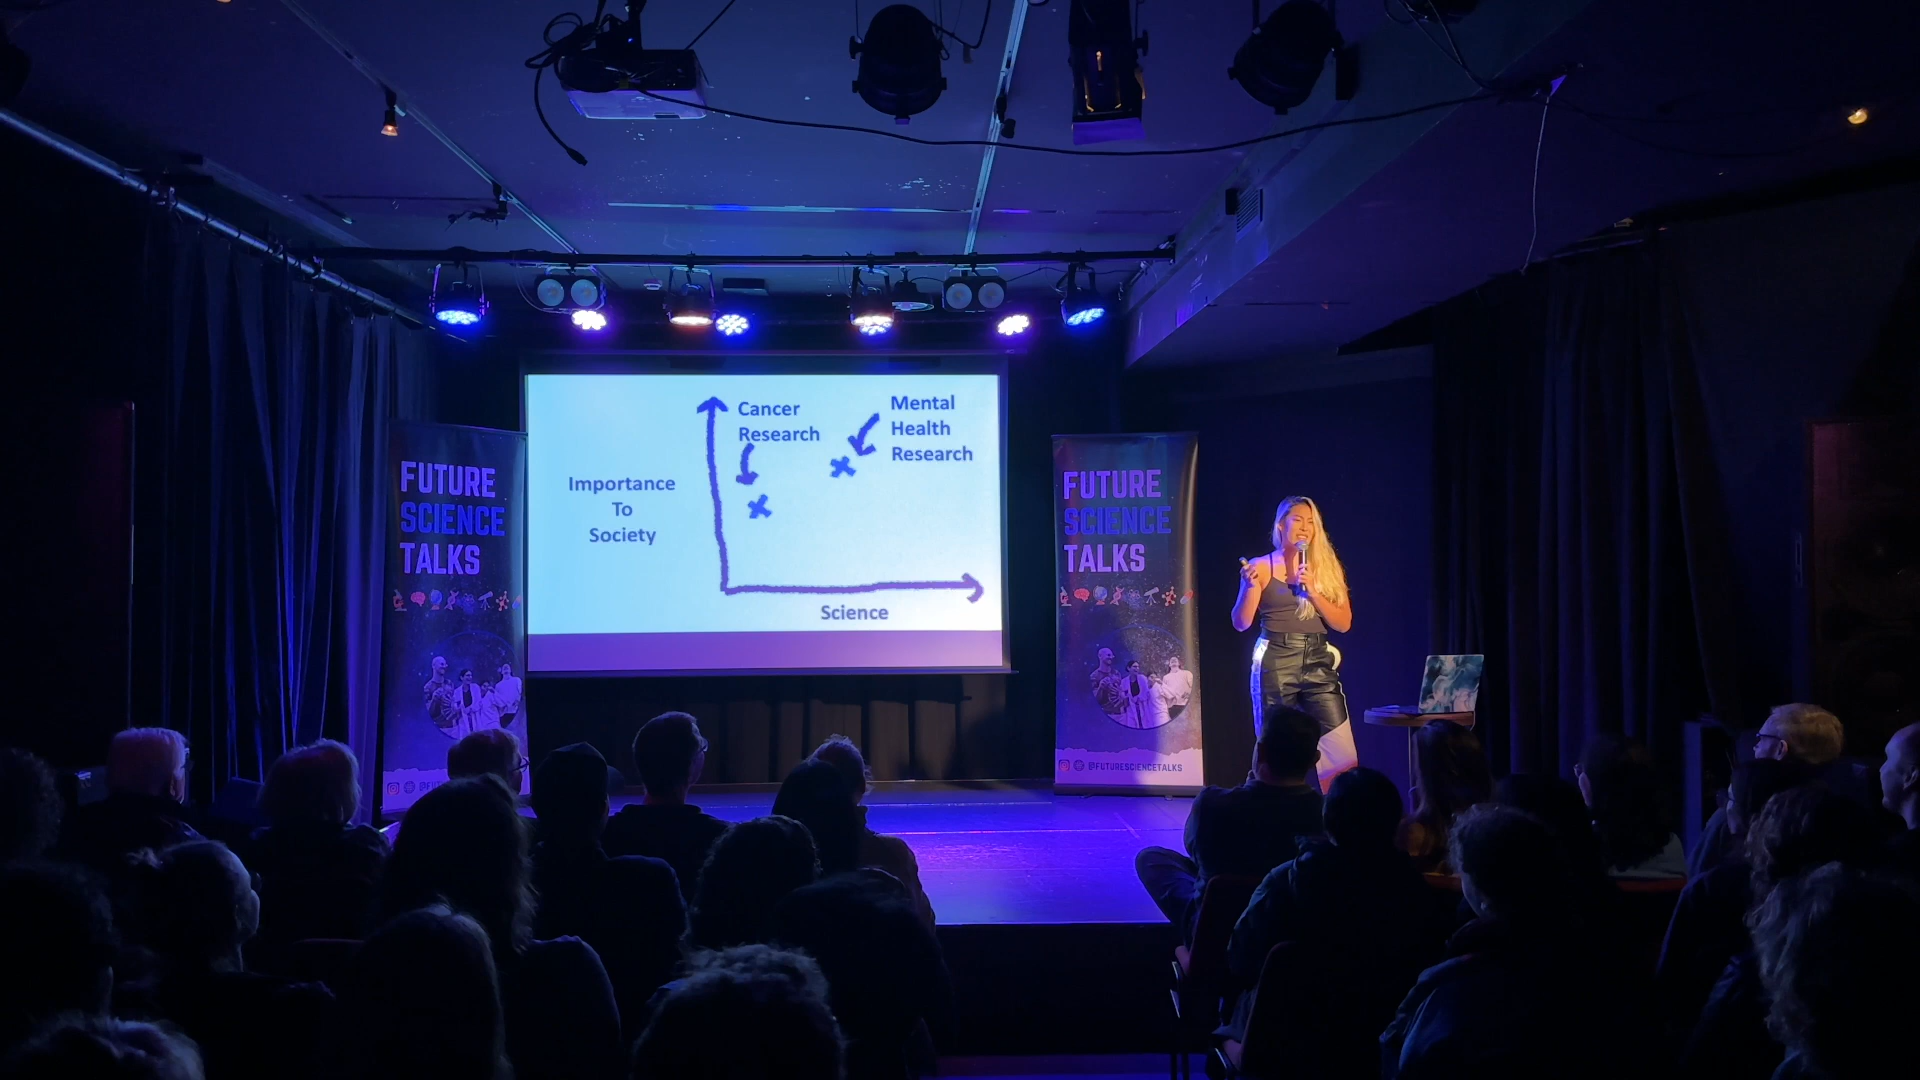 Cancer
Research
Mental
Health
Research
Importance
To
Society
Science
FUTURE
SCIENCE
TALKS
FUTURE
SCIENCE
TALKS
@FUTURESCIENCETALKS